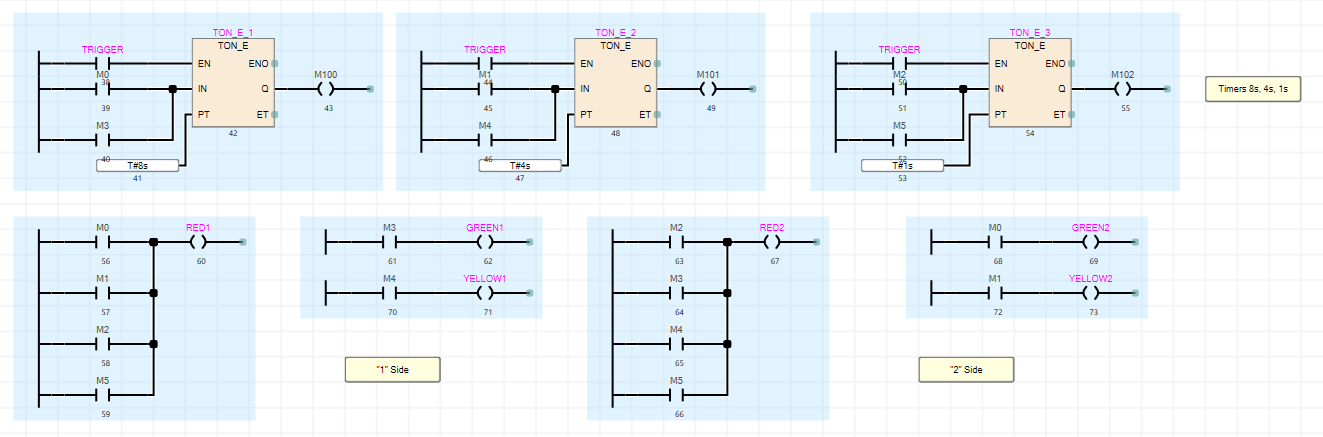 TON_E_1
TON_E
TRIGGER
EN
ENO
38
M0
IN
Q
M100
39
43
PT
ET
M3
42
40
T#8s
41
TON_E_2
TON_E
TRIGGER
EN
ENO
44
M1
IN
Q
M101
45
49
PT
ET
M4
48
46
T#4s
47
TON_E_3
TON_E
TRIGGER
EN
ENO
50
M2
IN
Q
M102
51
55
PT
ET
M5
54
52
T#1s
53
Timers 8s, 4s, 1s
M0
RED1
56
60
M1
57
M2
58
M5
59
M3
GREEN1
61
62
M4
YELLOW1
70
71
"1" Side
M2
RED2
63
67
M3
64
M4
65
M5
66
M0
GREEN2
68
69
M1
YELLOW2
72
73
"2" Side